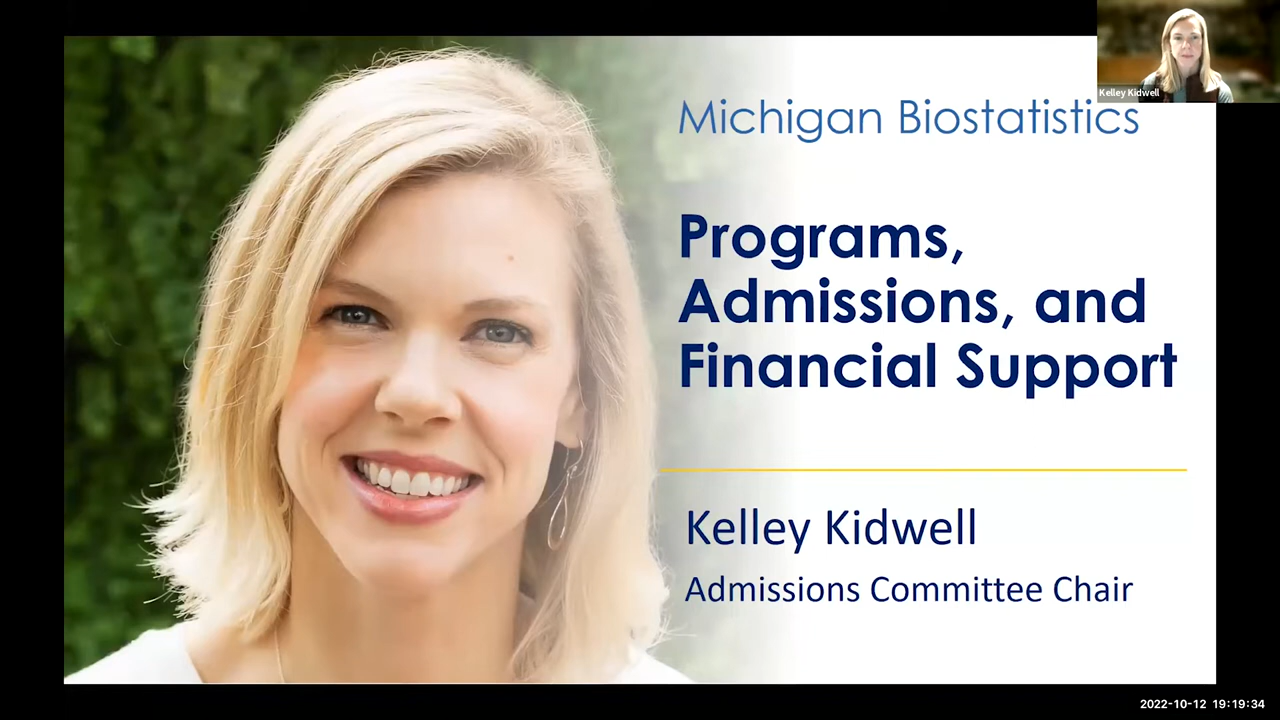 Kelley Kidwell
Michigan Biostatistics
Programs,
Admissions, and
Financial Support
Kelley Kidwell
Admissions Committee Chair
2022-10-12 19:19:34